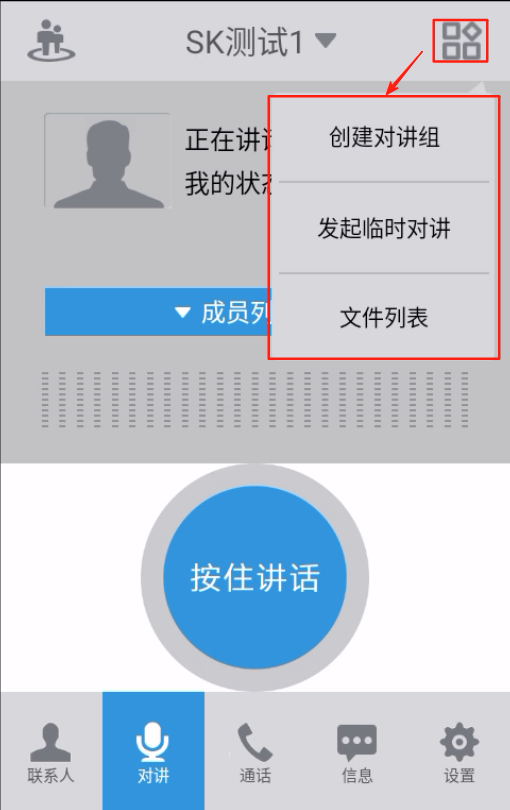 SK测试1
正在讲
我的状
创建对讲组
发起临时对讲
文件列表
成员列
按住讲话
联系人
对讲
通话
信息
设置